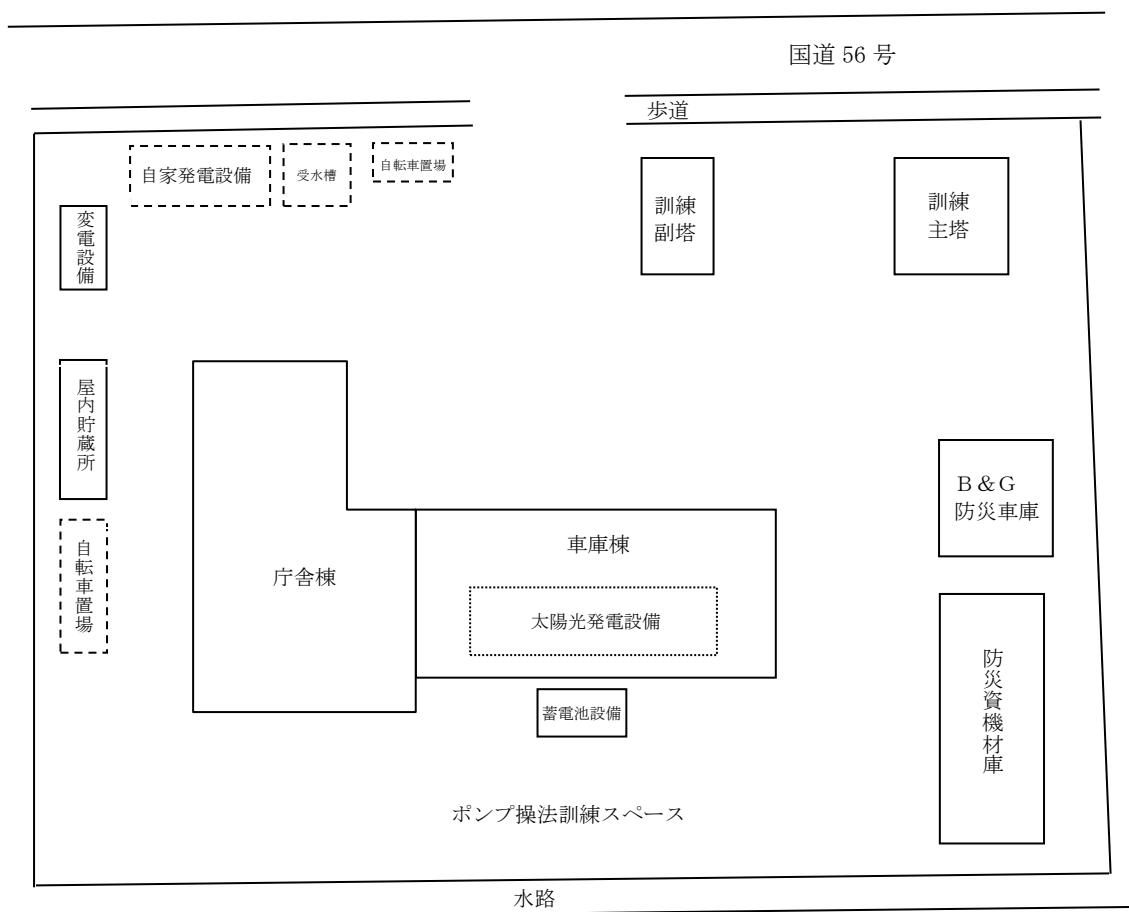 国道 56 号
歩道
自家発電設備
受水槽
自転車置場
訓練
副塔
訓練
主塔
変電設備
屋内貯蔵所
自転車置場
庁舎棟
車庫棟
太陽光発電設備
蓄電池設備
Ｂ＆Ｇ
防災車庫
防災資機材庫
ポンプ操法訓練スペース
水路